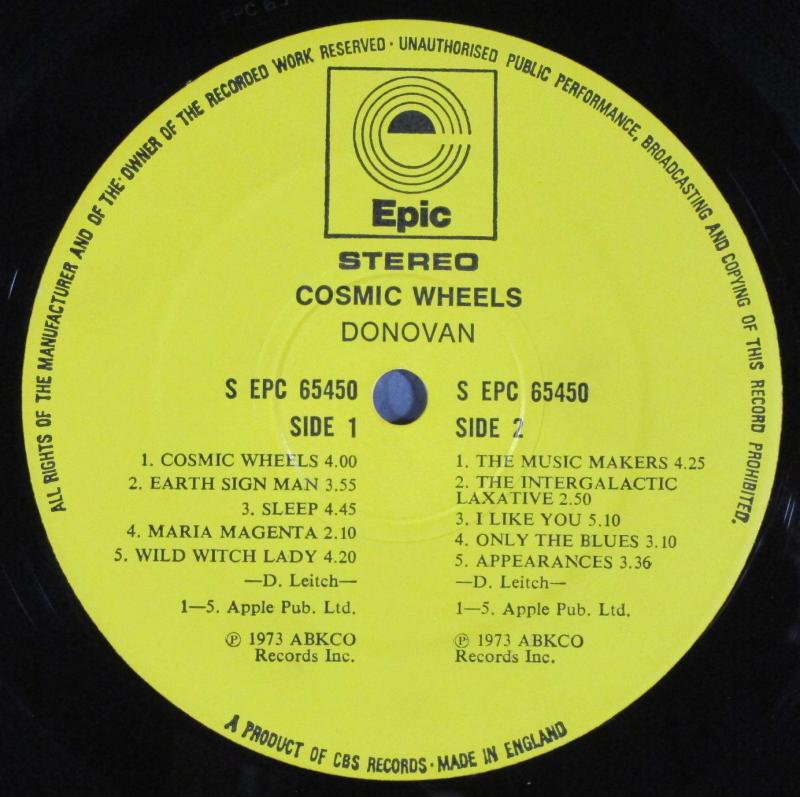 ALL RIGHTS OF THE MANUFACTURER AND OF THE OWNER OF THE RECORDED WORK RESERVED · UNAUTHORISED PUBLIC PERFORMANCE, BROADCASTING AND COPYING OF THIS RECORD PROHIBITED.
Epic
STEREO
COSMIC WHEELS
DONOVAN
S EPC 65450
SIDE 1
1. COSMIC WHEELS 4.00
2. EARTH SIGN MAN 3.55
3. SLEEP 4.45
4. MARIA MAGENTA 2.10
5. WILD WITCH LADY 4.20
—D. Leitch—
1—5. Apple Pub. Ltd.
℗ 1973 ABKCO
Records Inc.
S EPC 65450
SIDE 2
1. THE MUSIC MAKERS 4.25
2. THE INTERGALACTIC
LAXATIVE 2.50
3. I LIKE YOU 5.10
4. ONLY THE BLUES 3.10
5. APPEARANCES 3.36
—D. Leitch—
1—5. Apple Pub. Ltd.
℗ 1973 ABKCO
Records Inc.
A PRODUCT OF CBS RECORDS · MADE IN ENGLAND